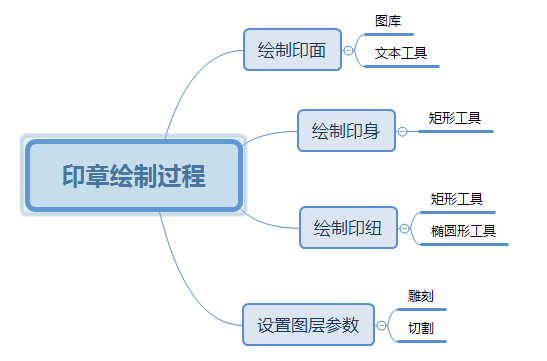 印章绘制过程
绘制印面
图库
文本工具
绘制印身
矩形工具
绘制印纽
矩形工具
椭圆形工具
设置图层参数
雕刻
切割